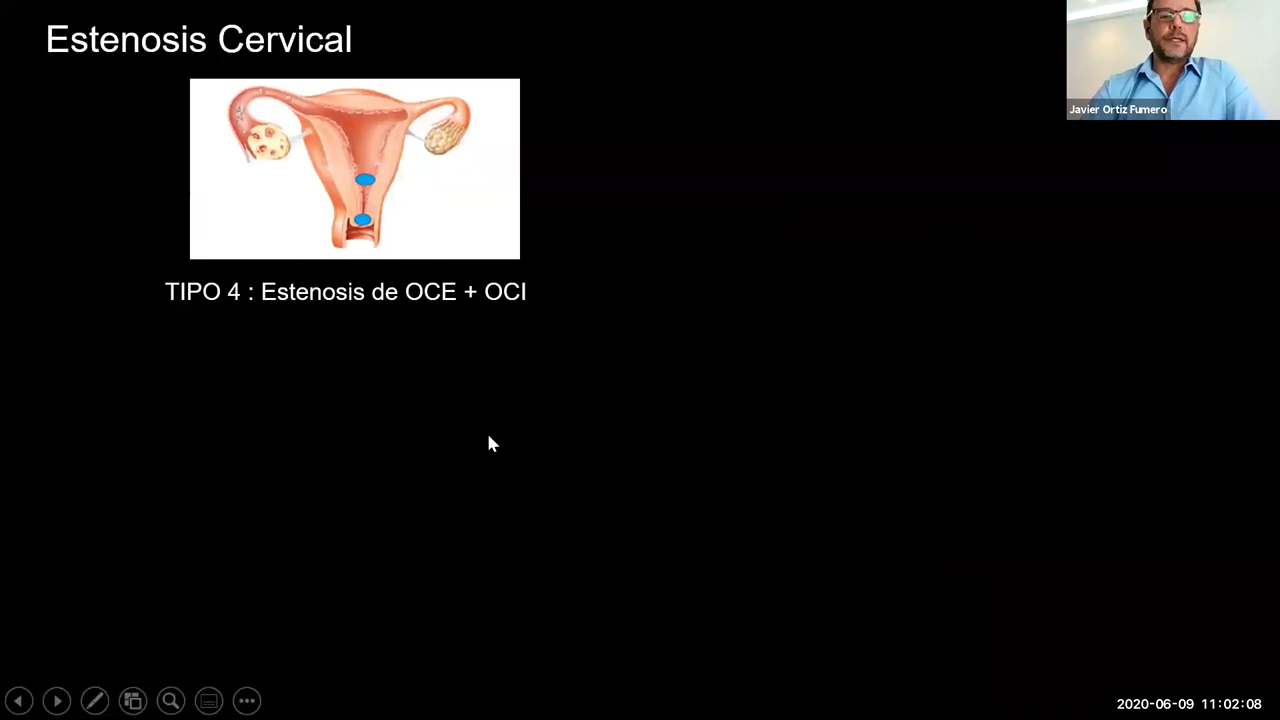 Estenosis Cervical
Javier Ortiz Fumero
TIPO 4 : Estenosis de OCE + OCI
2020-06-09 11:02:08